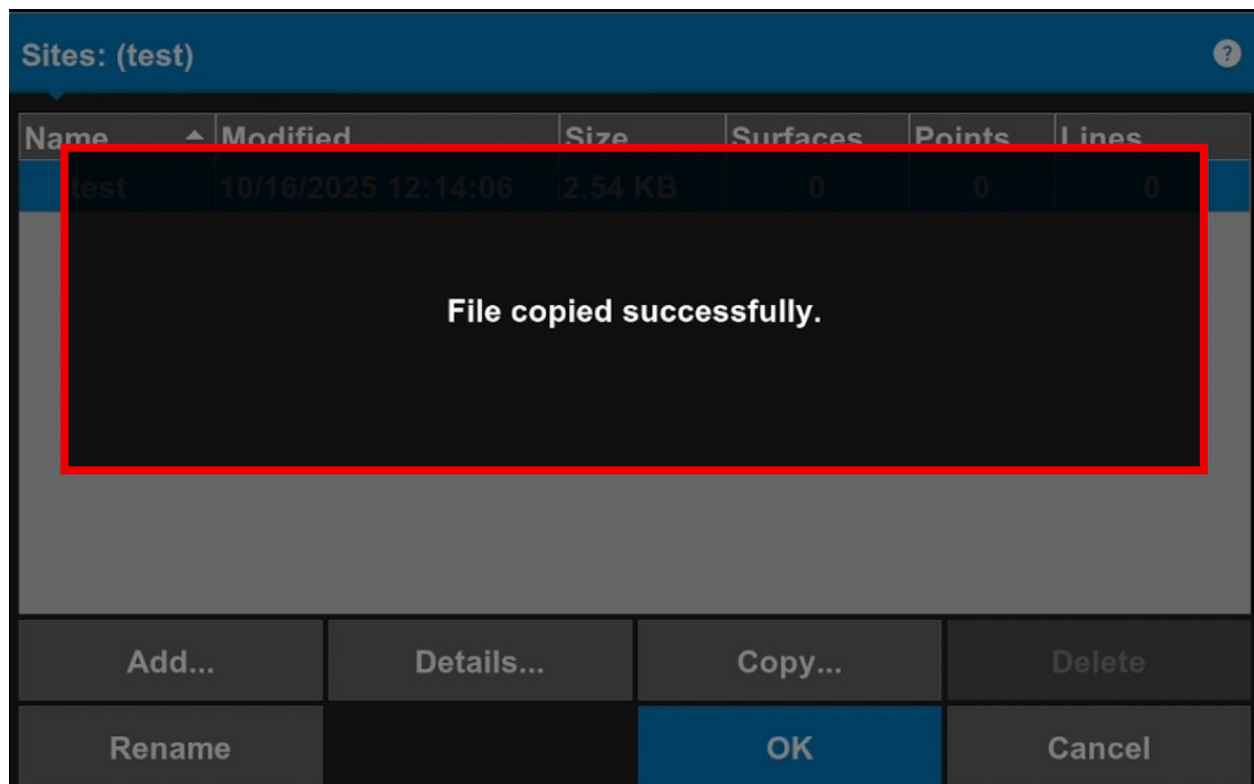 Sites: (test)
?
Name Modified Size Surfaces Points Lines
test 10/16/2025 12:14:06 2.54 KB 0 0 0
File copied successfully.
Add... Details... Copy... Delete
Rename OK Cancel